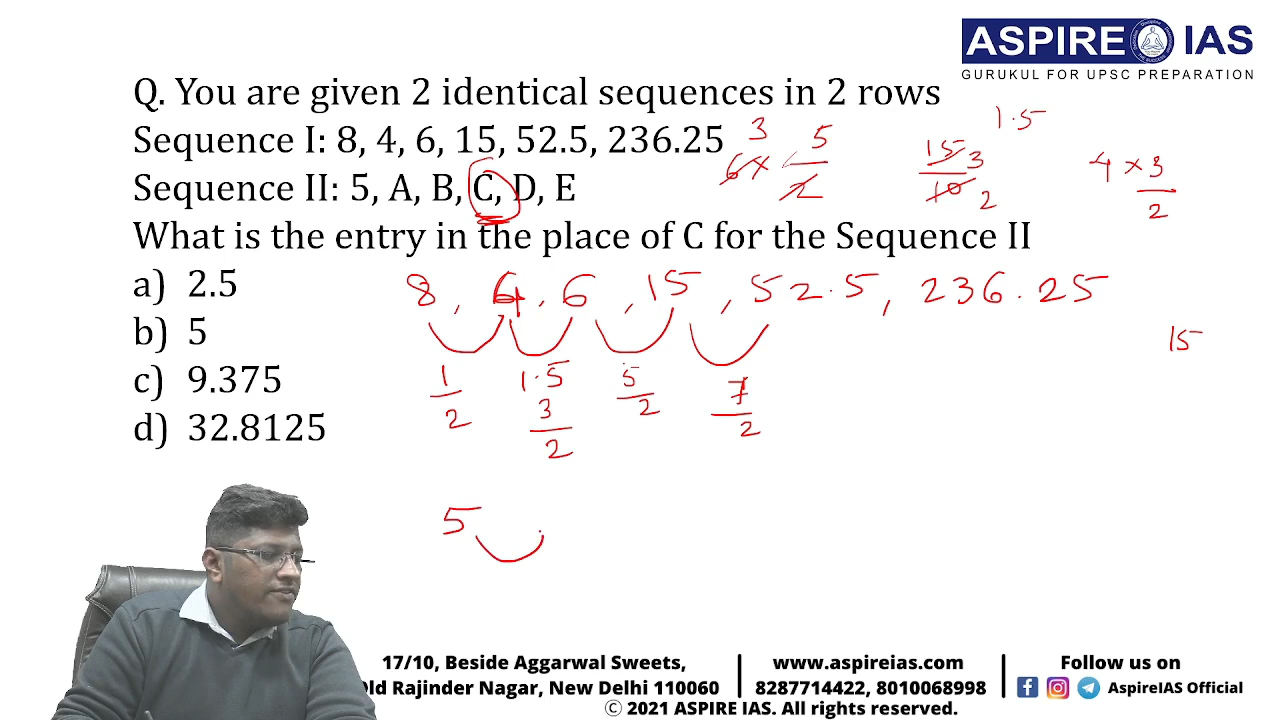 ASPIRE IAS
GURUKUL FOR UPSC PREPARATION
Q. You are given 2 identical sequences in 2 rows
Sequence I: 8, 4, 6, 15, 52.5, 236.25
Sequence II: 5, A, B, C, D, E
What is the entry in the place of C for the Sequence II
a) 2.5
b) 5
c) 9.375
d) 32.8125
3 5
6 x
2
1.5
15 3
10 2
4 x 3
2
8, 4, 6, 15, 52.5, 236.25
15
1 1.5 5 7
2 3 2 2
2
5
17/10, Beside Aggarwal Sweets,
Old Rajinder Nagar, New Delhi 110060
www.aspireias.com
8287714422, 8010068998
Follow us on
AspireIAS Official
© 2021 ASPIRE IAS. All rights reserved.